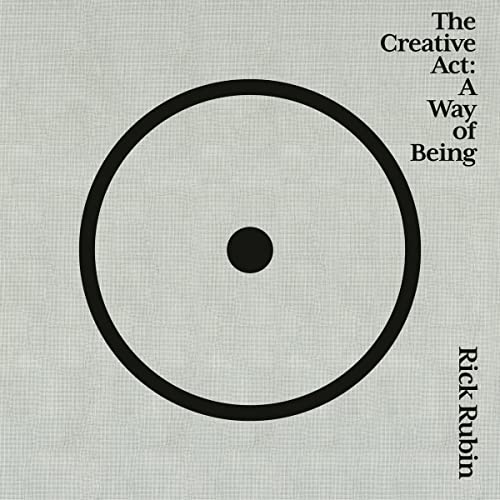 The
Creative
Act:
A
Way
of
Being
Rick Rubin